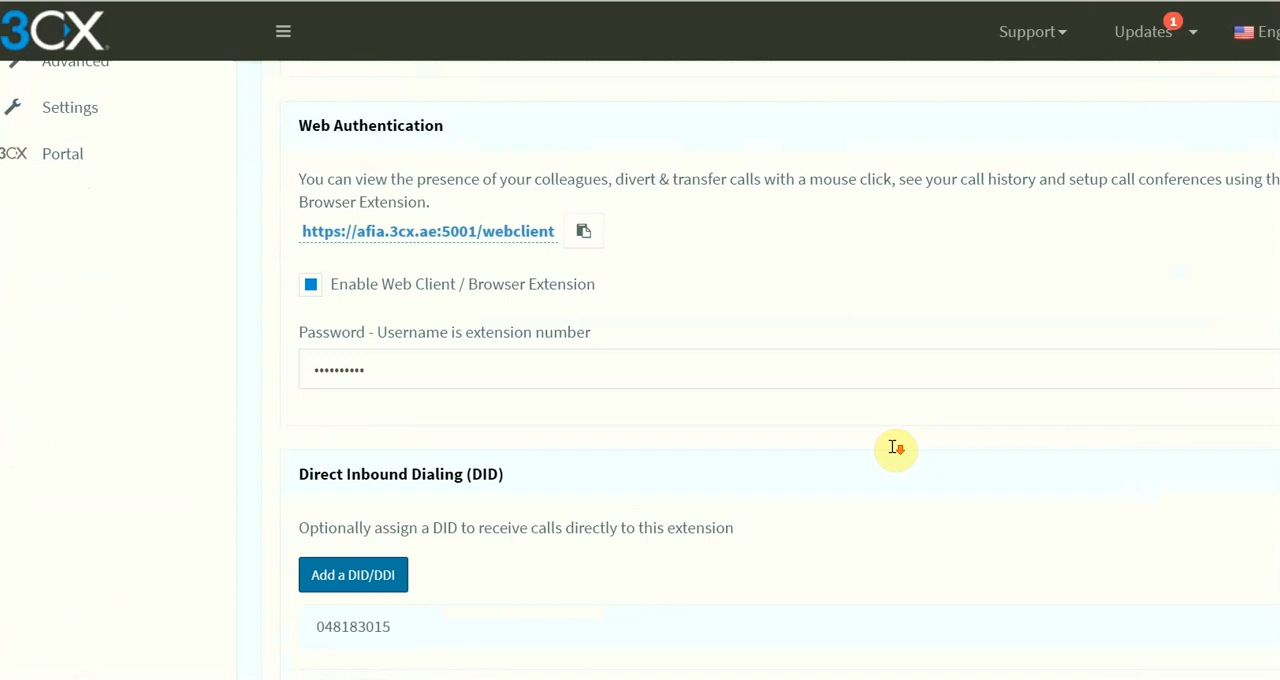 3CX
Support
Updates
1
Eng
Advanced
Settings
3CX Portal
Web Authentication
You can view the presence of your colleagues, divert & transfer calls with a mouse click, see your call history and setup call conferences using th
Browser Extension.
https://afia.3cx.ae:5001/webclient
Enable Web Client / Browser Extension
Password - Username is extension number
••••••••••
Direct Inbound Dialing (DID)
Optionally assign a DID to receive calls directly to this extension
Add a DID/DDI
048183015